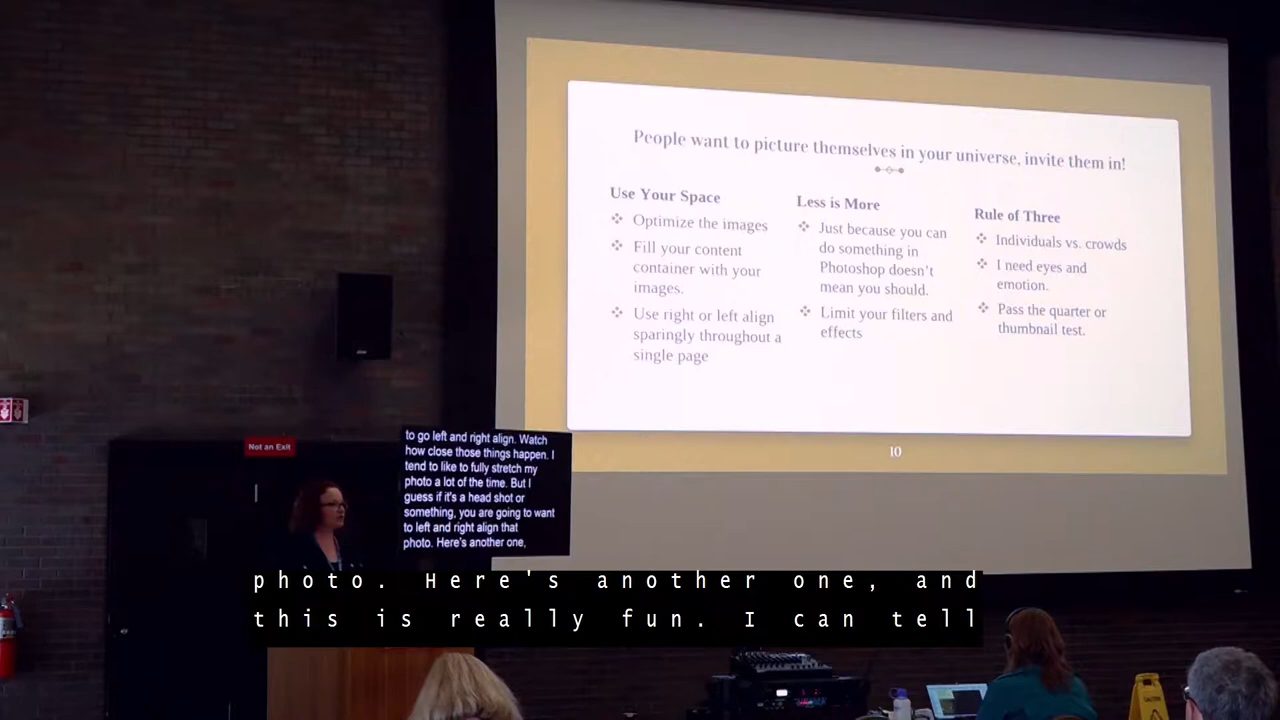 People want to picture themselves in your universe, invite them in!
Use Your Space
Optimize the images
Fill your content
container with your
images.
Use right or left align
sparingly throughout a
single page
Less is More
Just because you can
do something in
Photoshop doesn't
mean you should.
Limit your filters and
effects
Rule of Three
Individuals vs. crowds
I need eyes and
emotion.
Pass the quarter or
thumbnail test.
10
Not an Exit
to go left and right align. Watch
how close those things happen. I
tend to like to fully stretch my
photo a lot of the time. But I
guess if it's a head shot or
something, you are going to want
to left and right align that
photo. Here's another one,
photo. Here's another one, and
this is really fun. I can tell
CAUTION